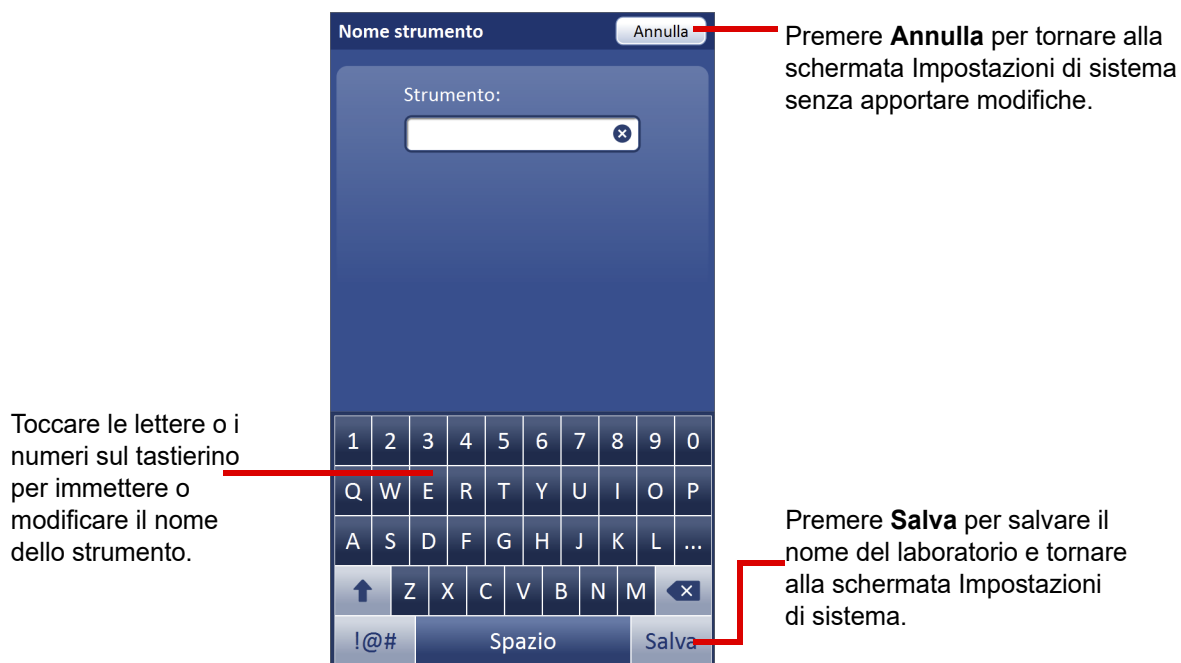 Nome strumento
Annulla
Premere Annulla per tornare alla
schermata Impostazioni di sistema
senza apportare modifiche.
Strumento:
Toccare le lettere o i
numeri sul tastierino
per immettere o
modificare il nome
dello strumento.
1 2 3 4 5 6 7 8 9 0
Q W E R T Y U I O P
A S D F G H J K L ...
Z X C V B N M
!@# Spazio Salva
Premere Salva per salvare il
nome del laboratorio e tornare
alla schermata Impostazioni
di sistema.